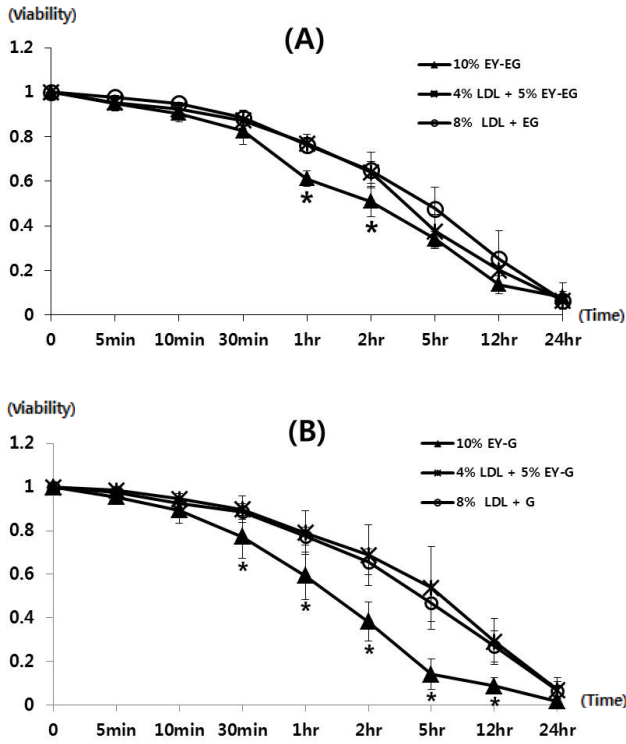 (Viability)
(A)
1.2
1
0.8
0.6
0.4
0.2
0
10% EY-EG
4% LDL + 5% EY-EG
8% LDL + EG
* *
(Time)
0 5min 10min 30min 1hr 2hr 5hr 12hr 24hr
(Viability)
(B)
1.2
1
0.8
0.6
0.4
0.2
0
10% EY-G
4% LDL + 5% EY-G
8% LDL + G
* * * * *
(Time)
0 5min 10min 30min 1hr 2hr 5hr 12hr 24hr